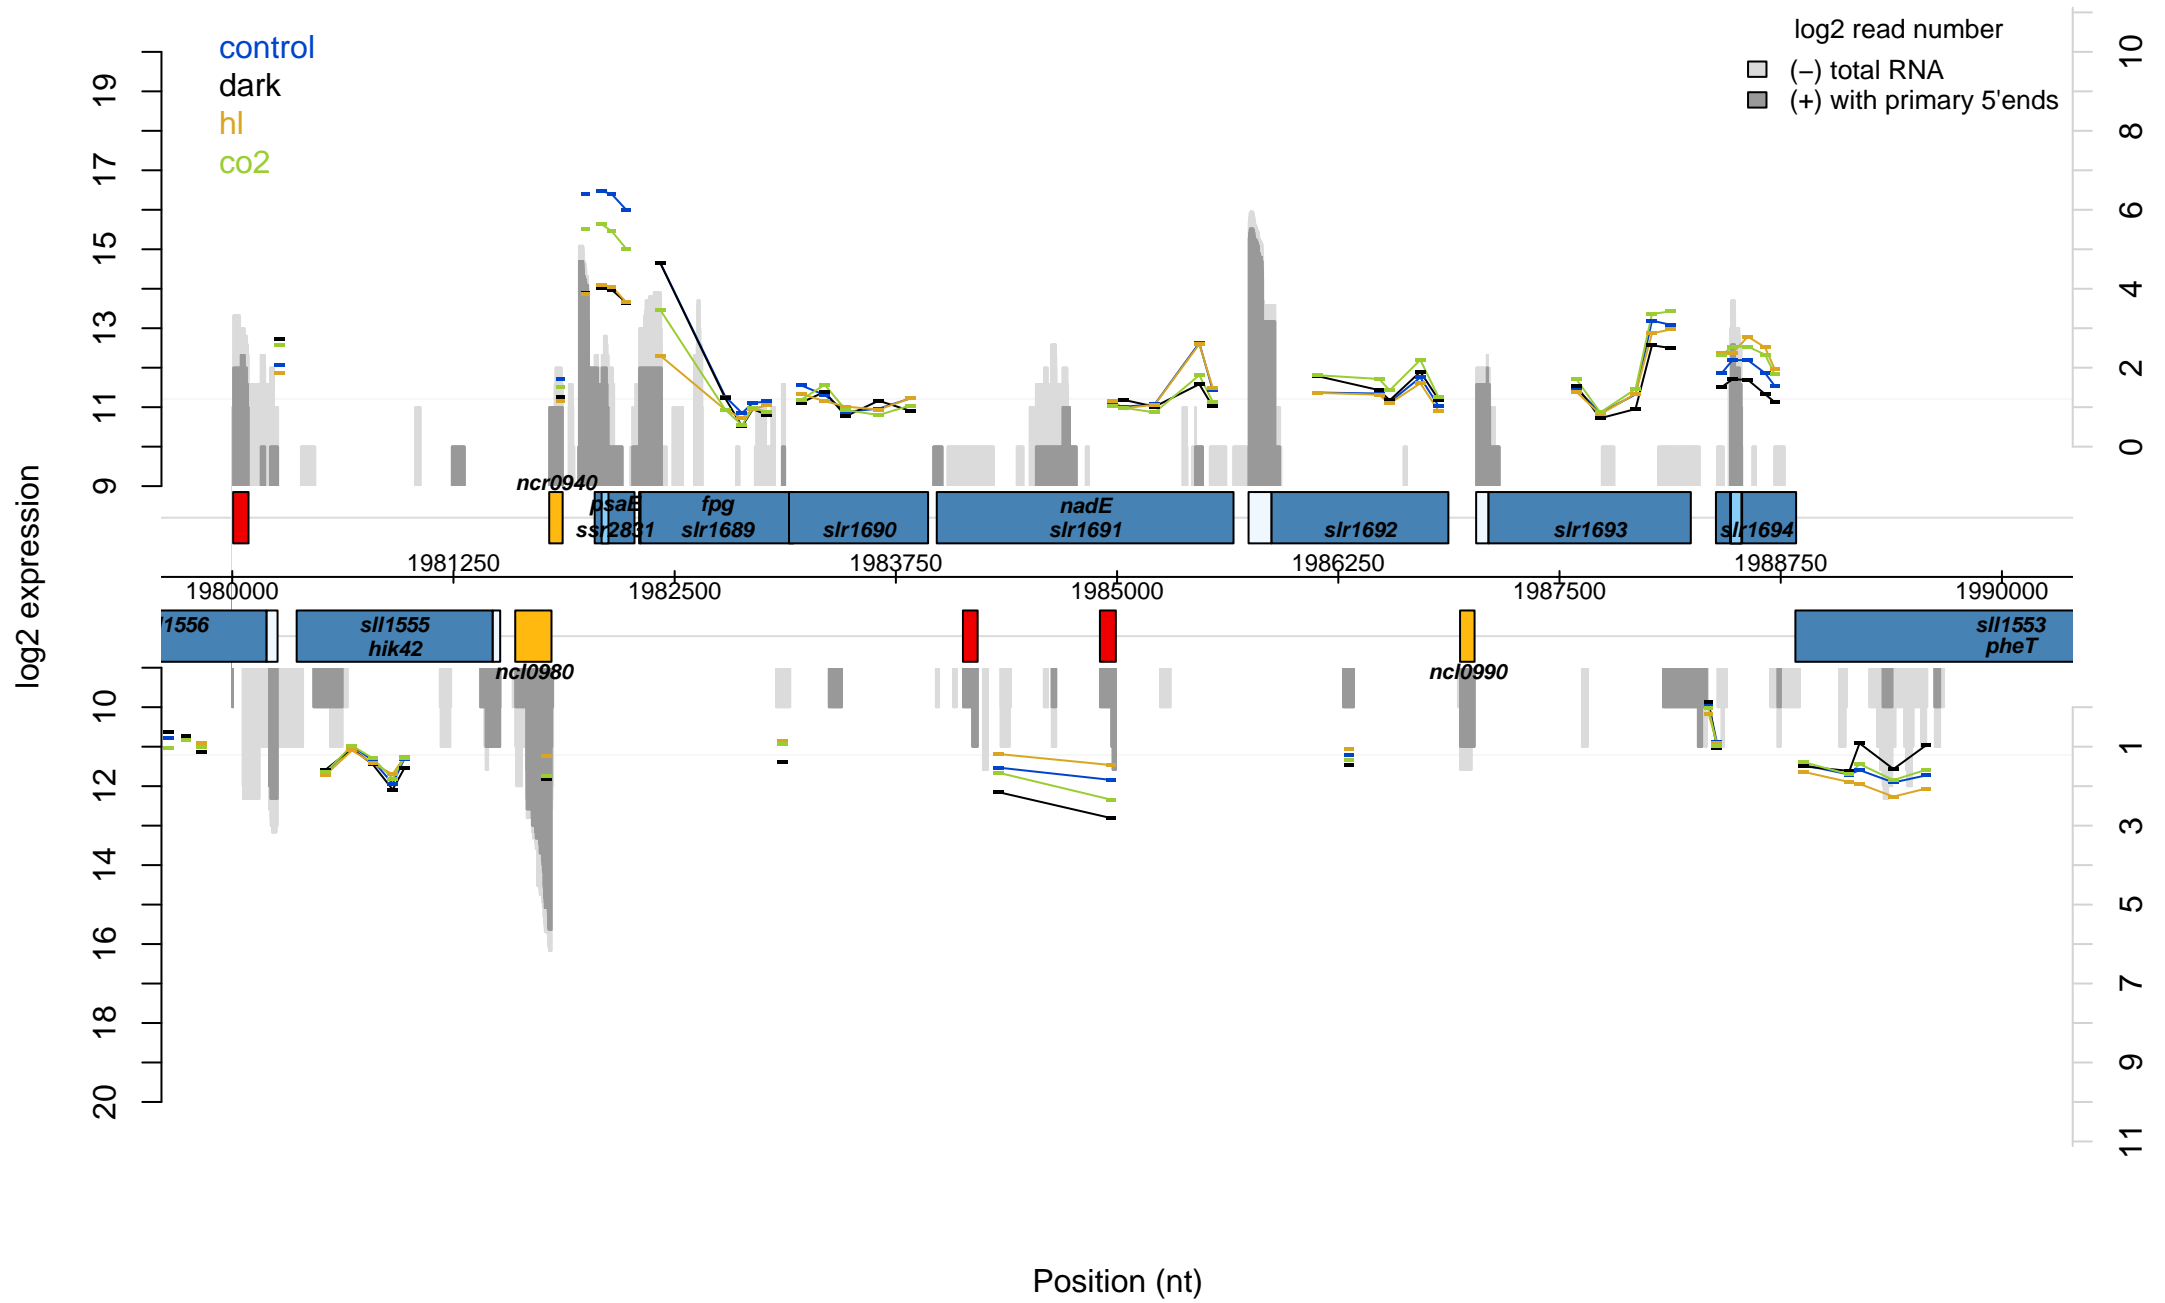 control
dark
hl
co2
log2 read number
(−) total RNA
(+) with primary 5'ends
19
17
15
13
11
9
10
8
6
4
2
0
log2 expression
ncr0940
psaE
ssr2831
fpg
slr1689
slr1690
nadE
slr1691
slr1692
slr1693
slr1694
1981250
1983750
1986250
1988750
1980000
1982500
1985000
1987500
1990000
l1556
sll1555
hik42
ncl0980
ncl0990
sll1553
pheT
10
12
14
16
18
20
1
3
5
7
9
11
Position (nt)